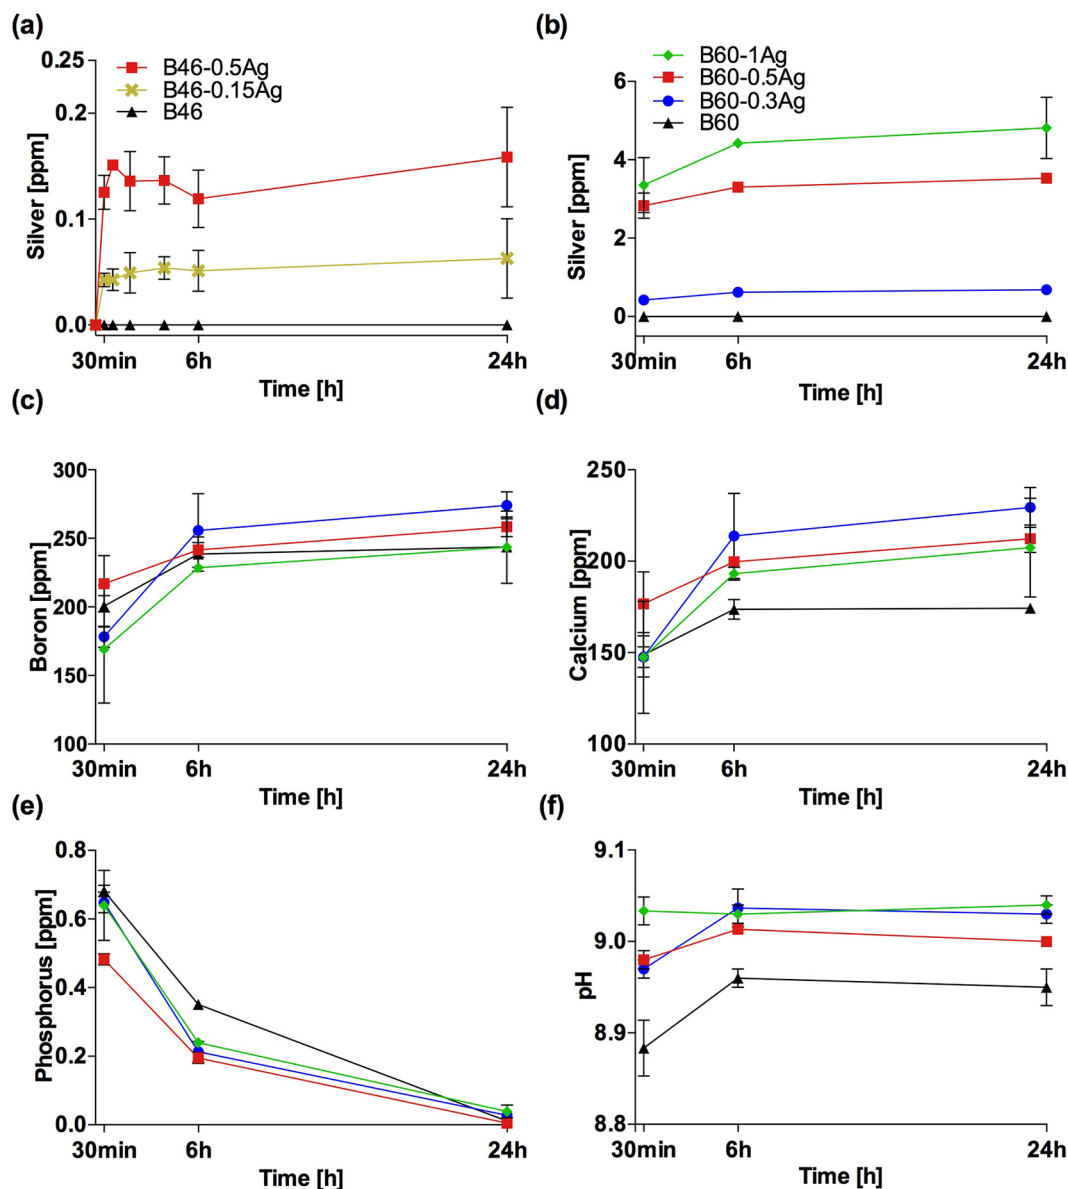 (a)
0.25
0.2
0.1
0.0
Silver [ppm]
B46-0.5Ag
B46-0.15Ag
B46
30min 6h 24h
Time [h]
(b)
6
4
2
0
Silver [ppm]
B60-1Ag
B60-0.5Ag
B60-0.3Ag
B60
30min 6h 24h
Time [h]
(c)
300
250
200
150
100
Boron [ppm]
30min 6h 24h
Time [h]
(d)
250
200
150
100
Calcium [ppm]
30min 6h 24h
Time [h]
(e)
0.8
0.6
0.4
0.2
0.0
Phosphorus [ppm]
30min 6h 24h
Time [h]
(f)
9.1
9.0
8.9
8.8
pH
30min 6h 24h
Time [h]